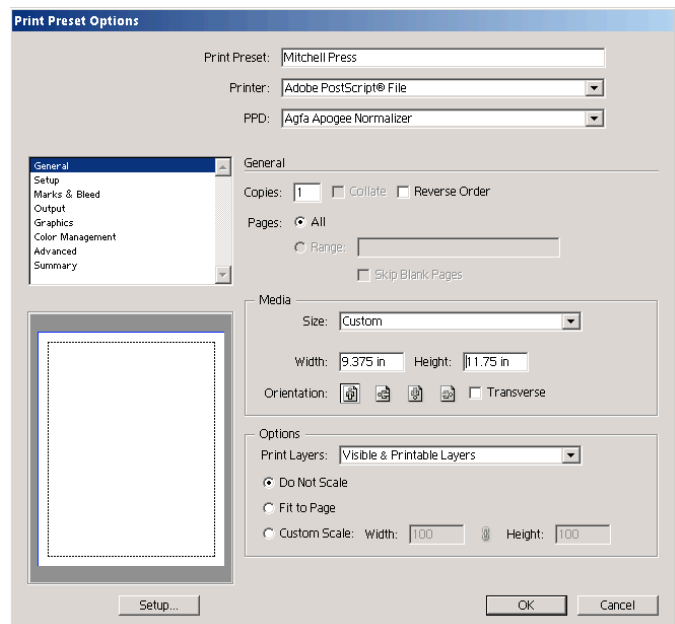 Print Preset Options
Print Preset: Mitchell Press
Printer: Adobe PostScript® File
PPD: Agfa Apogee Normalizer
General
Setup
Marks & Bleed
Output
Graphics
Color Management
Advanced
Summary
General
Copies: 1 Collate Reverse Order
Pages: All
Range:
Skip Blank Pages
Media
Size: Custom
Width: 9.375 in Height: 11.75 in
Orientation: Transverse
Options
Print Layers: Visible & Printable Layers
Do Not Scale
Fit to Page
Custom Scale: Width: 100 Height: 100
Setup... OK Cancel